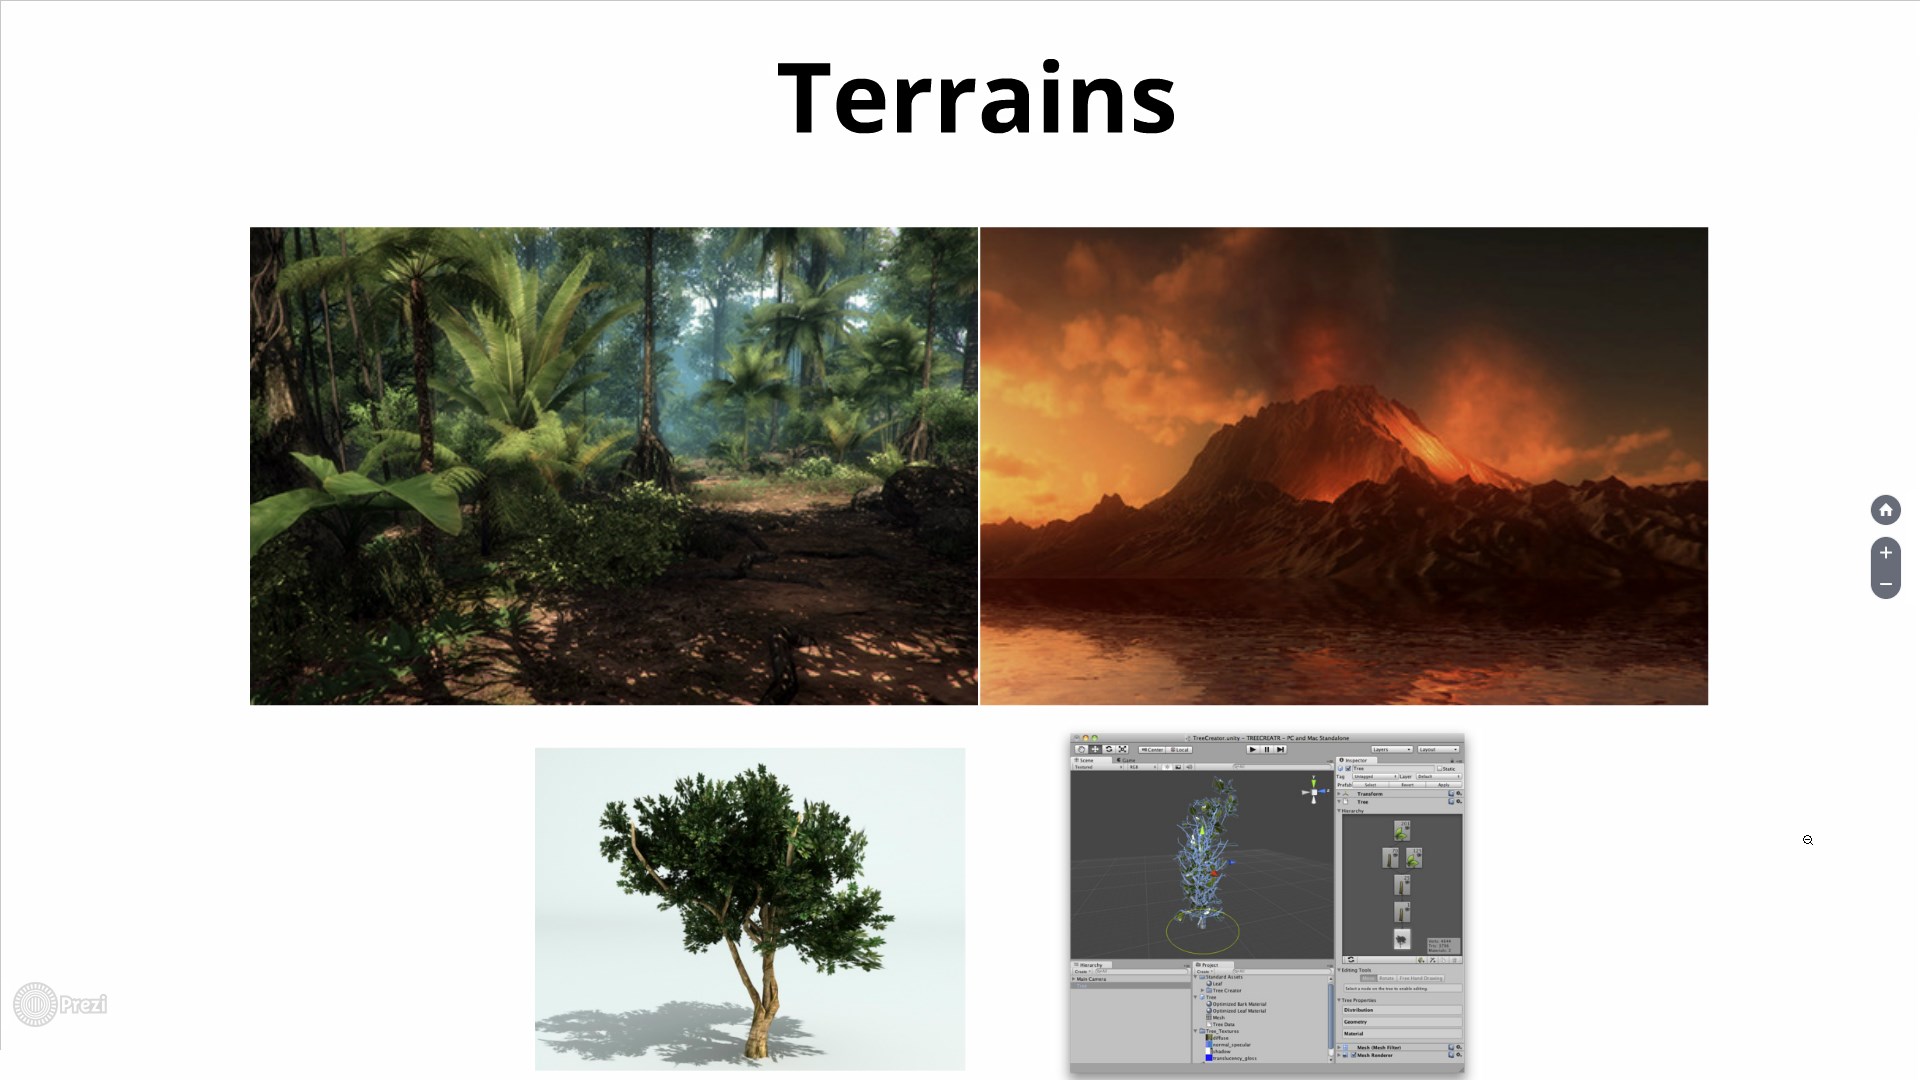 Terrains
TreeCreator.unity - TREECREATR - PC and Mac Standalone
Center Local Layers Layout
Scene Game
Textured RGB
Inspector
Tree Static
Tag Untagged Layer Default
Prefab Select Revert Apply
Transform
Tree
Hierarchy
Editing Tools
Move Rotate Free Hand Drawing
Select a node on the tree to enable editing
Tree Properties
Distribution
Geometry
Material
Mesh (Mesh Filter)
Mesh Renderer
Hierarchy
Create
Main Camera
Tree
Project
Create
Standard Assets
Leaf
Tree Creator
Tree
Optimized Bark Material
Optimized Leaf Material
Mesh
Tree Data
Tree_Textures
diffuse
normal_specular
shadow
translucency_gloss
Prezi